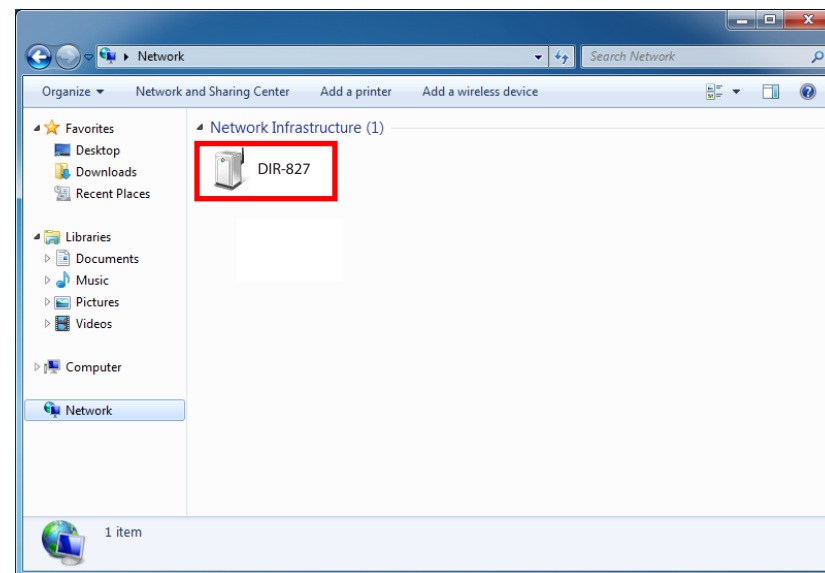 Network
Search Network
Organize
Network and Sharing Center
Add a printer
Add a wireless device
Favorites
Desktop
Downloads
Recent Places
Libraries
Documents
Music
Pictures
Videos
Computer
Network
Network Infrastructure (1)
DIR-827
1 item